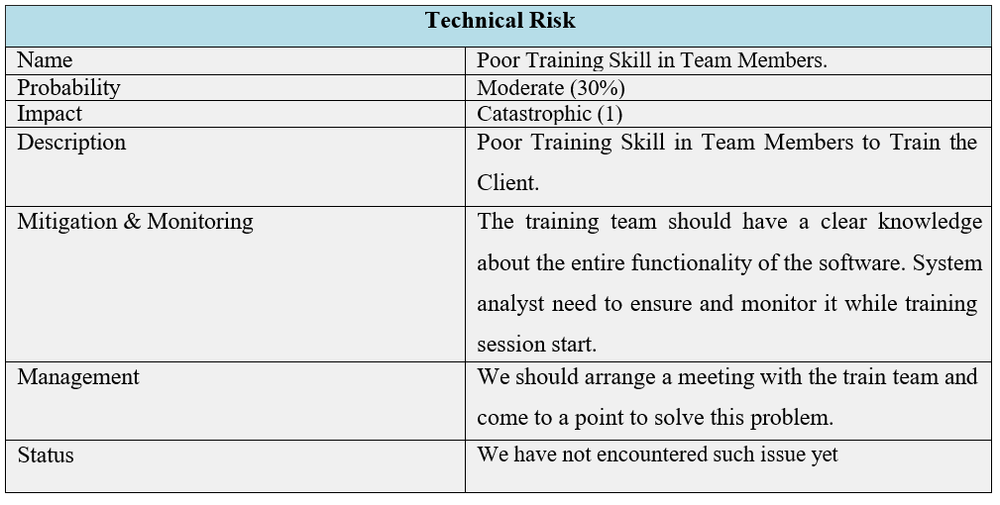 Technical Risk
Name
Poor Training Skill in Team Members.
Probability
Moderate (30%)
Impact
Catastrophic (1)
Description
Poor Training Skill in Team Members to Train the
Client.
Mitigation & Monitoring
The training team should have a clear knowledge
about the entire functionality of the software. System
analyst need to ensure and monitor it while training
session start.
Management
We should arrange a meeting with the train team and
come to a point to solve this problem.
Status
We have not encountered such issue yet